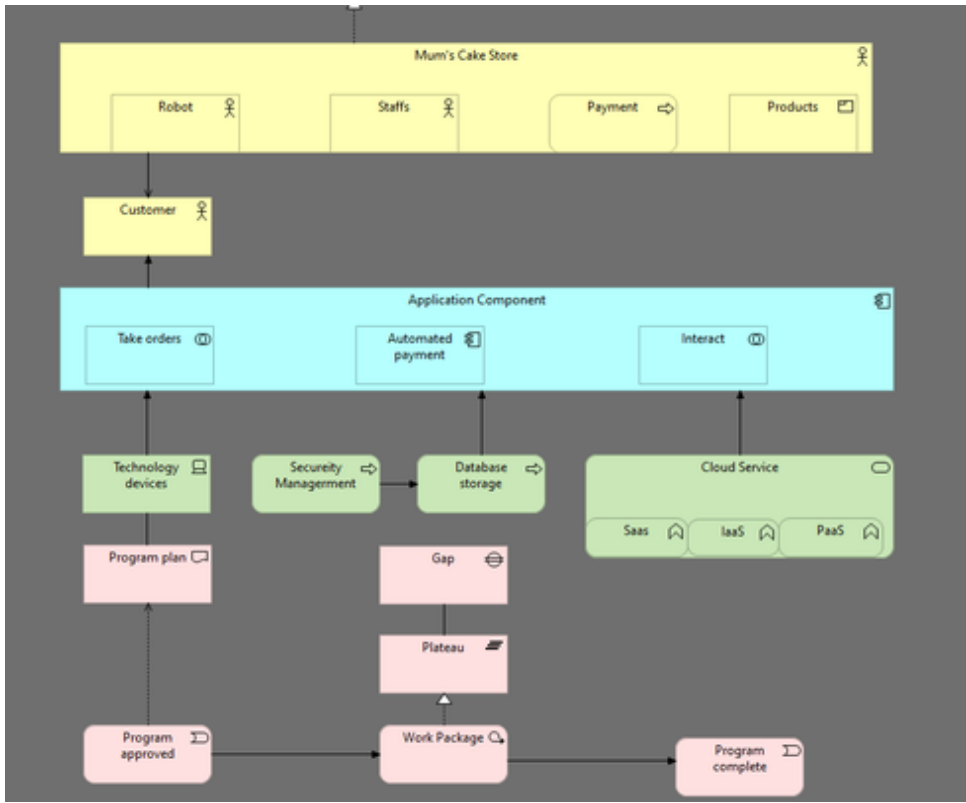 Mum's Cake Store
Robot
Staffs
Payment
Products
Customer
Application Component
Take orders
Automated
payment
Interact
Technology
devices
Secureity
Managerment
Database
storage
Cloud Service
Saas
IaaS
PaaS
Program plan
Gap
Plateau
Program
approved
Work Package
Program
complete